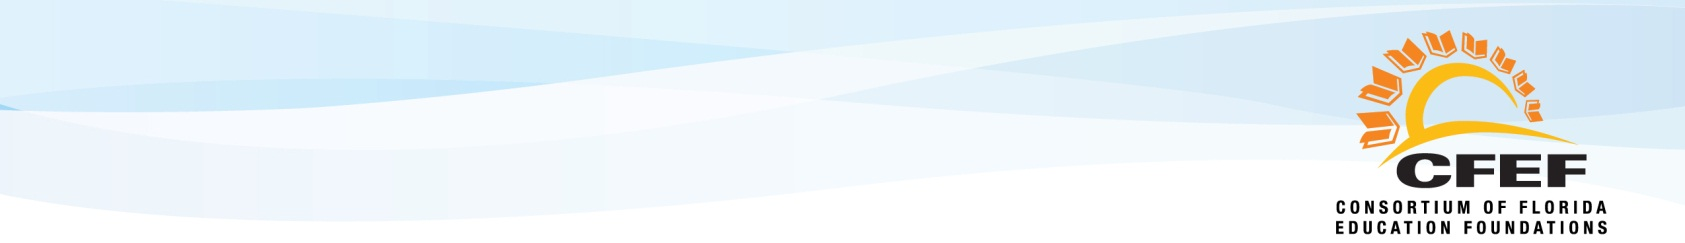 CFEF
CONSORTIUM OF FLORIDA
EDUCATION FOUNDATIONS